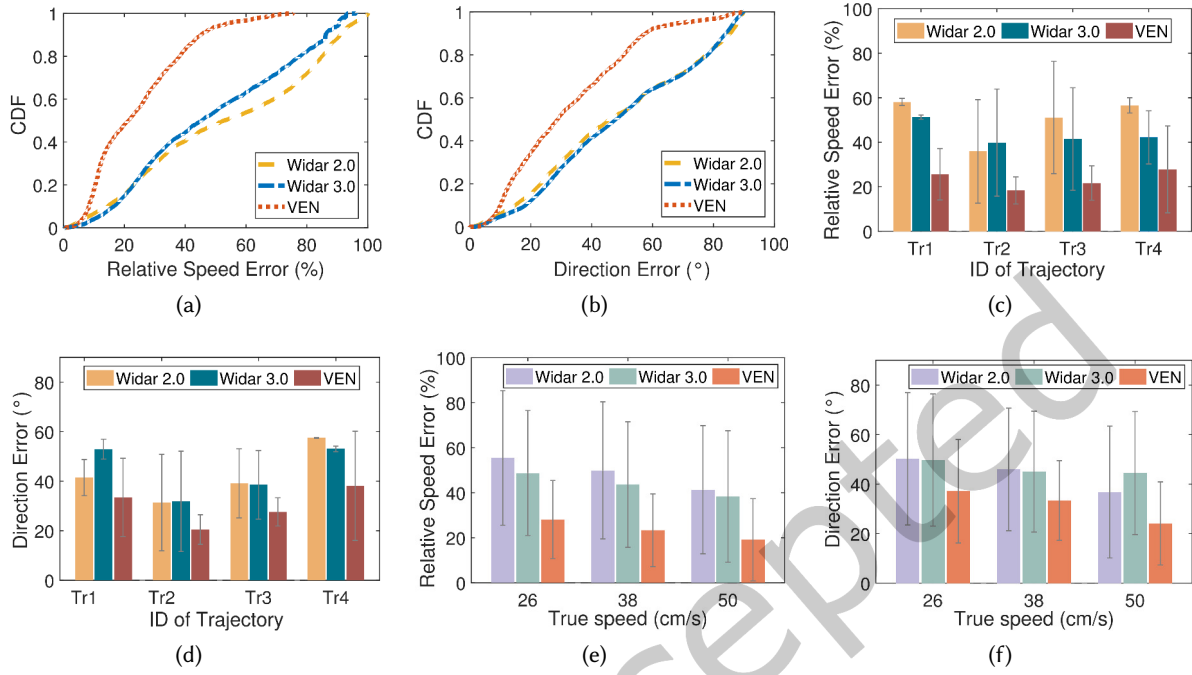 1
0.8
0.6
0.4
0.2
0
CDF
0 20 40 60 80 100
Relative Speed Error (%)
Widar 2.0
Widar 3.0
VEN
(a)
1
0.8
0.6
0.4
0.2
0
CDF
0 20 40 60 80 100
Direction Error (°)
Widar 2.0
Widar 3.0
VEN
(b)
100
80
60
40
20
0
Relative Speed Error (%)
Widar 2.0 Widar 3.0 VEN
Tr1 Tr2 Tr3 Tr4
ID of Trajectory
(c)
80
60
40
20
0
Direction Error (°)
Widar 2.0 Widar 3.0 VEN
Tr1 Tr2 Tr3 Tr4
ID of Trajectory
(d)
100
80
60
40
20
0
Relative Speed Error (%)
Widar 2.0 Widar 3.0 VEN
26 38 50
True speed (cm/s)
(e)
80
60
40
20
0
Direction Error (°)
Widar 2.0 Widar 3.0 VEN
26 38 50
True speed (cm/s)
(f)
cepted